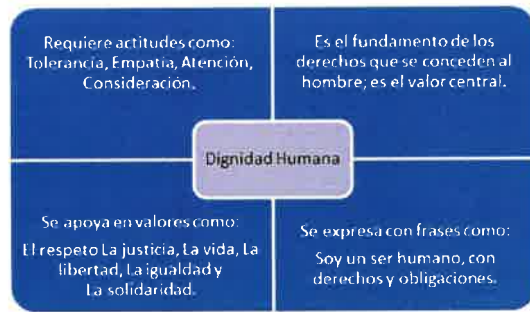 Requiere actitudes como:
Tolerancia, Empatía, Atención,
Consideración.
Es el fundamento de los
derechos que se conceden al
hombre; es el valor central.
Dignidad Humana
Se apoya en valores como:
El respeto La justicia, La vida, La
libertad, La igualdad y
La solidaridad.
Se expresa con frases como:
Soy un ser humano, con
derechos y obligaciones.